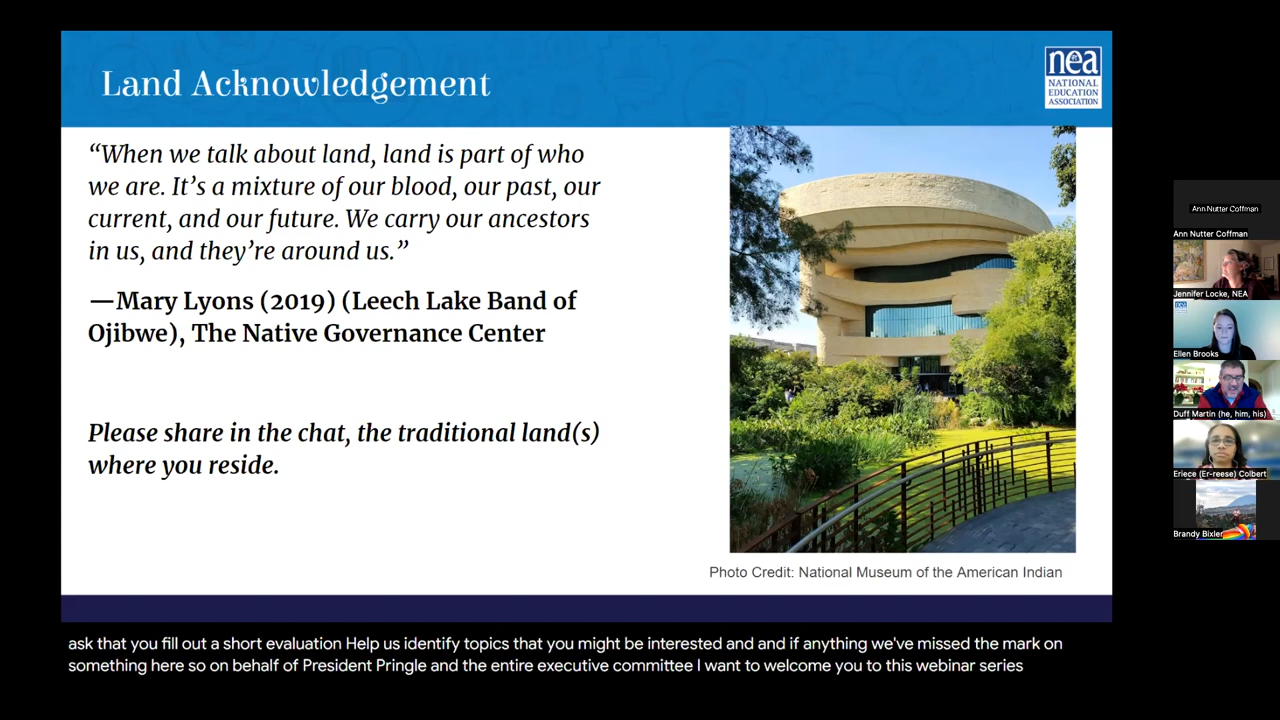 Land Acknowledgement
nea
NATIONAL
EDUCATION
ASSOCIATION
“When we talk about land, land is part of who
we are. It’s a mixture of our blood, our past, our
current, and our future. We carry our ancestors
in us, and they’re around us.”
—Mary Lyons (2019) (Leech Lake Band of
Ojibwe), The Native Governance Center
Please share in the chat, the traditional land(s)
where you reside.
Photo Credit: National Museum of the American Indian
ask that you fill out a short evaluation Help us identify topics that you might be interested and and if anything we've missed the mark on
something here so on behalf of President Pringle and the entire executive committee I want to welcome you to this webinar series
Ann Nutter Coffman
Ann Nutter Coffman
Jennifer Locke, NEA
nea
Ellen Brooks
Duff Martin (he, him, his)
Eriece (Er-reese) Colbert
Brandy Bixler